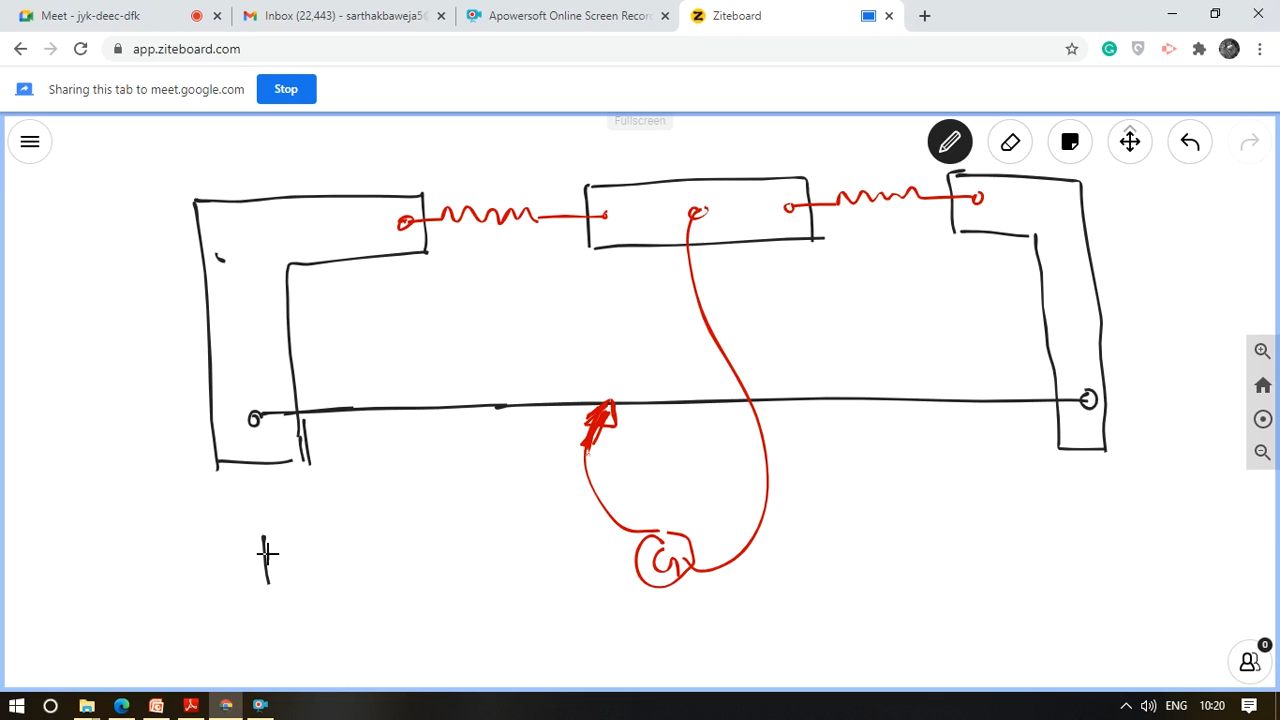 Meet - jyk-deec-dfk
Inbox (22,443) - sarthakbaweja5
Apowersoft Online Screen Record
Ziteboard
app.ziteboard.com
Sharing this tab to meet.google.com
Stop
Fullscreen
G
0
ENG
10:20